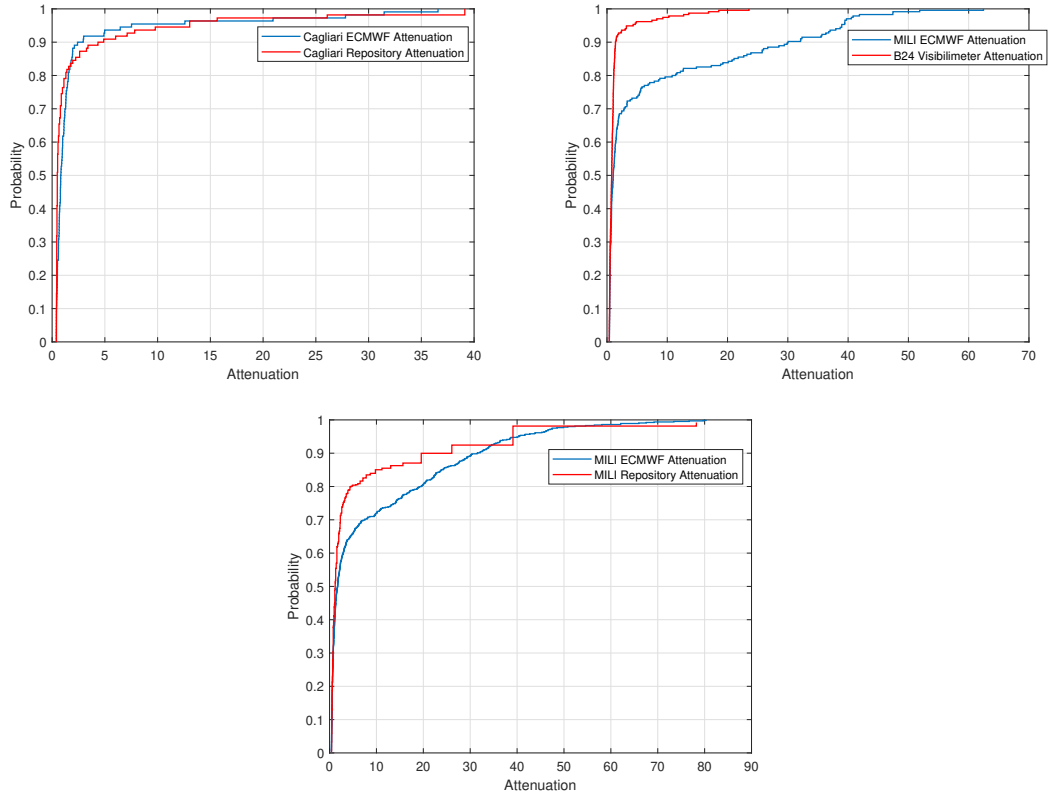 1
0.9
0.8
0.7
0.6
0.5
0.4
0.3
0.2
0.1
0
Probability
Cagliari ECMWF Attenuation
Cagliari Repository Attenuation
0 5 10 15 20 25 30 35 40
Attenuation
1
0.9
0.8
0.7
0.6
0.5
0.4
0.3
0.2
0.1
0
Probability
MILI ECMWF Attenuation
B24 Visibilimeter Attenuation
0 10 20 30 40 50 60 70
Attenuation
1
0.9
0.8
0.7
0.6
0.5
0.4
0.3
0.2
0.1
0
Probability
MILI ECMWF Attenuation
MILI Repository Attenuation
0 10 20 30 40 50 60 70 80 90
Attenuation